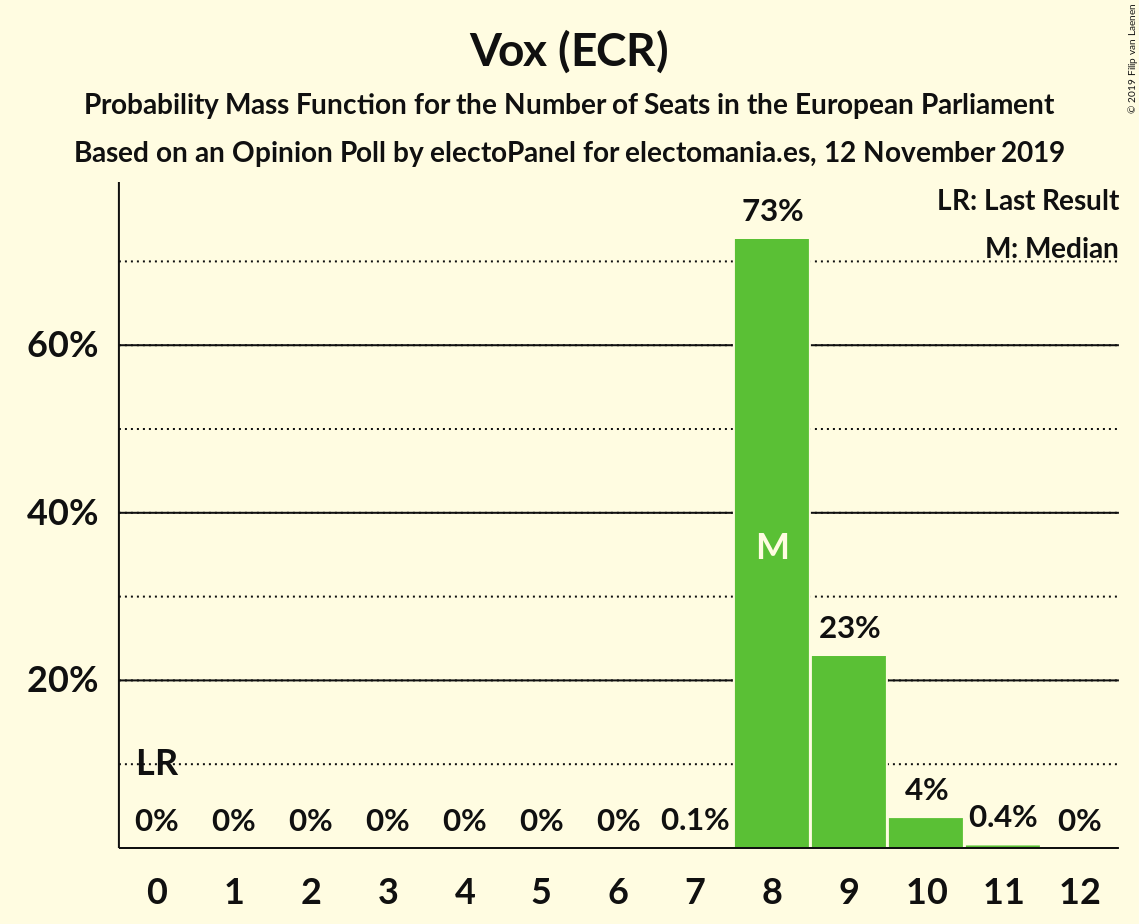 Vox (ECR)
Probability Mass Function for the Number of Seats in the European Parliament
Based on an Opinion Poll by electoPanel for electomania.es, 12 November 2019
© 2019 Filip van Laenen
LR: Last Result
M: Median
73%
60%
40%
M
23%
20%
LR
4%
0% 0% 0% 0% 0% 0% 0% 0.1% 0.4% 0%
0 1 2 3 4 5 6 7 8 9 10 11 12